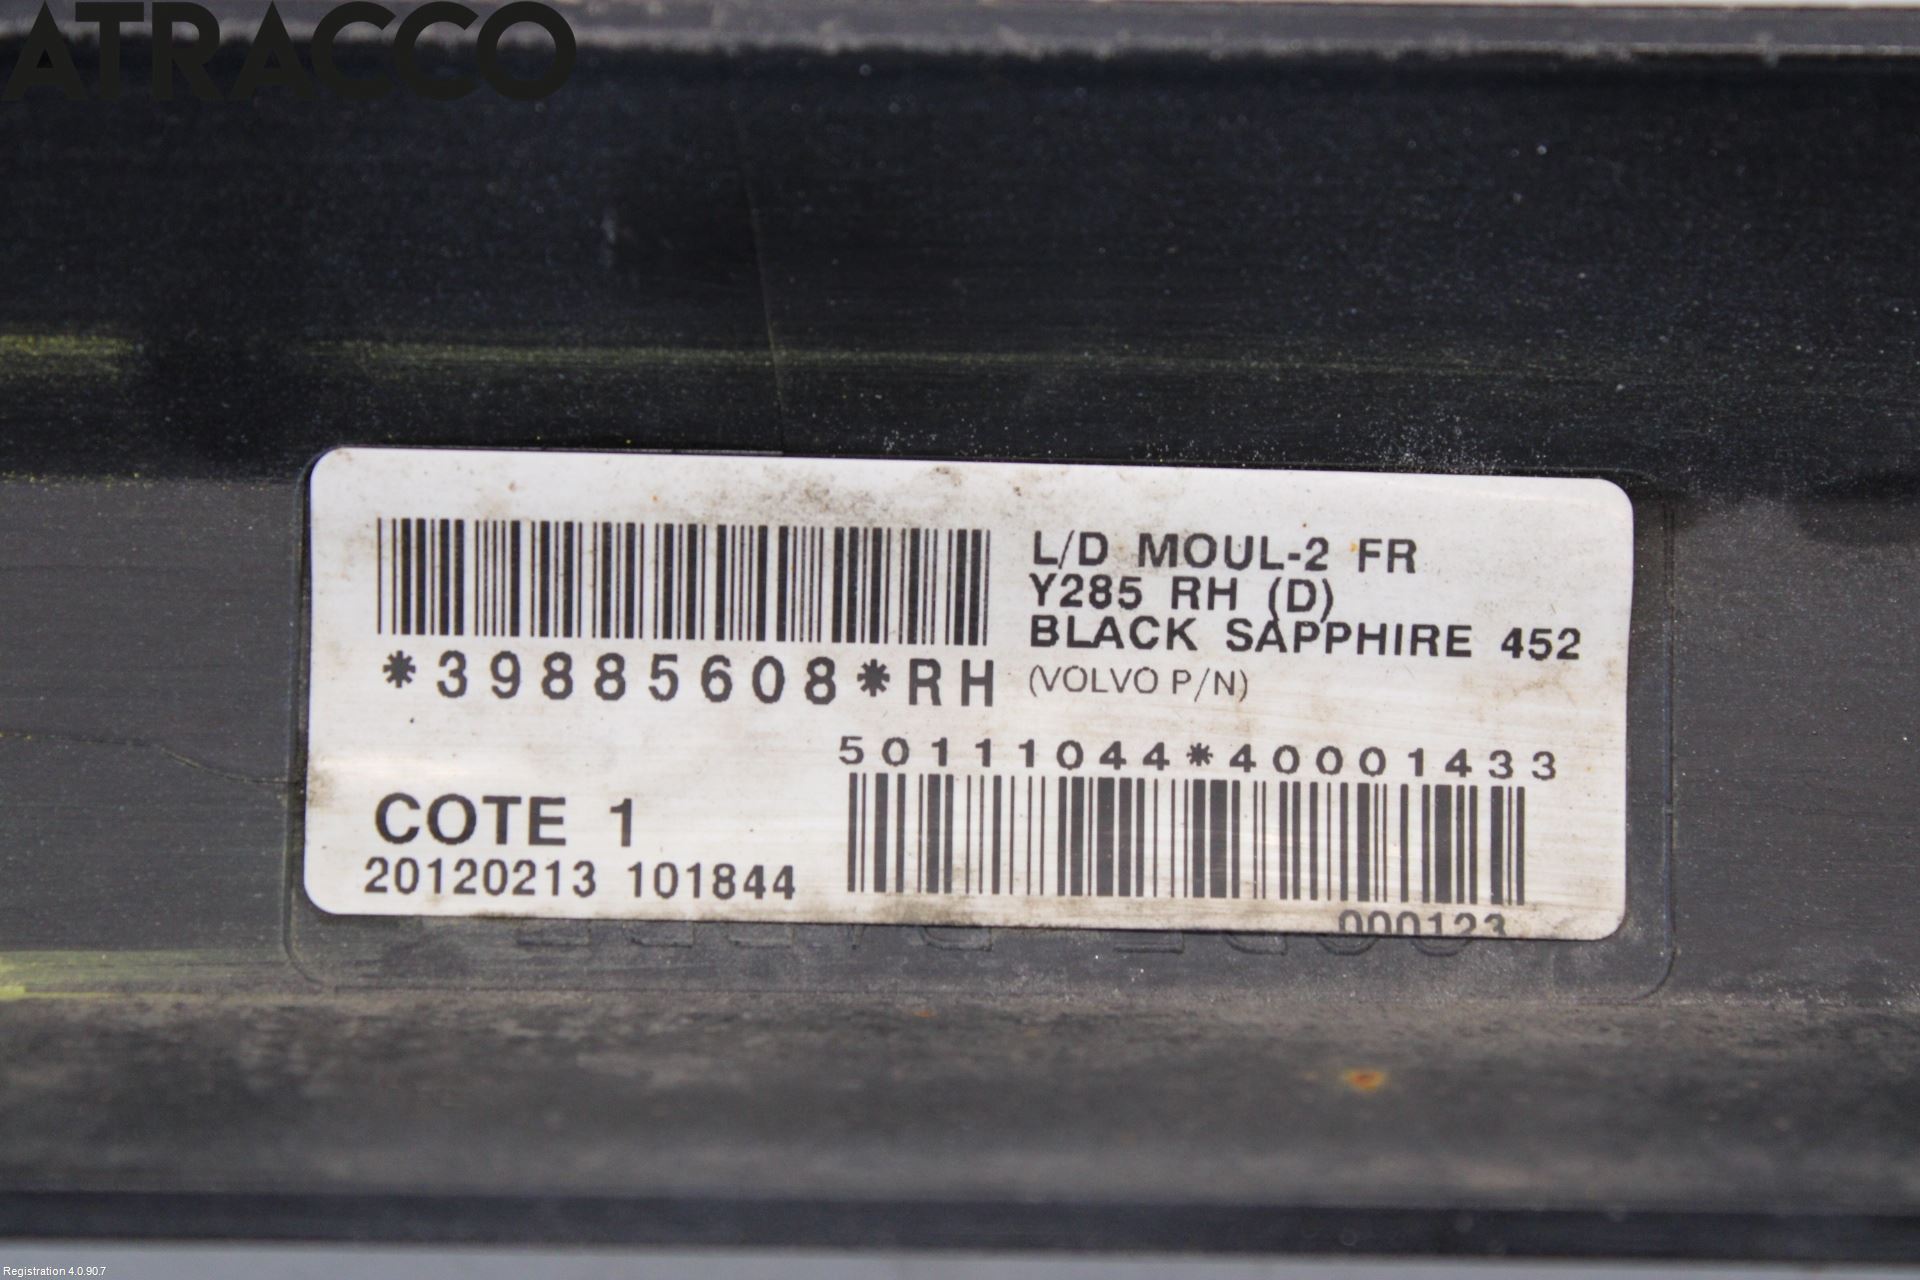 ATRACCO
L/D MOUL-2 FR
Y285 RH (D)
BLACK SAPPHIRE 452
*39885608*RH
(VOLVO P/N)
50111044*40001433
COTE 1
20120213 101844
000123
Registration 4.0.90.7